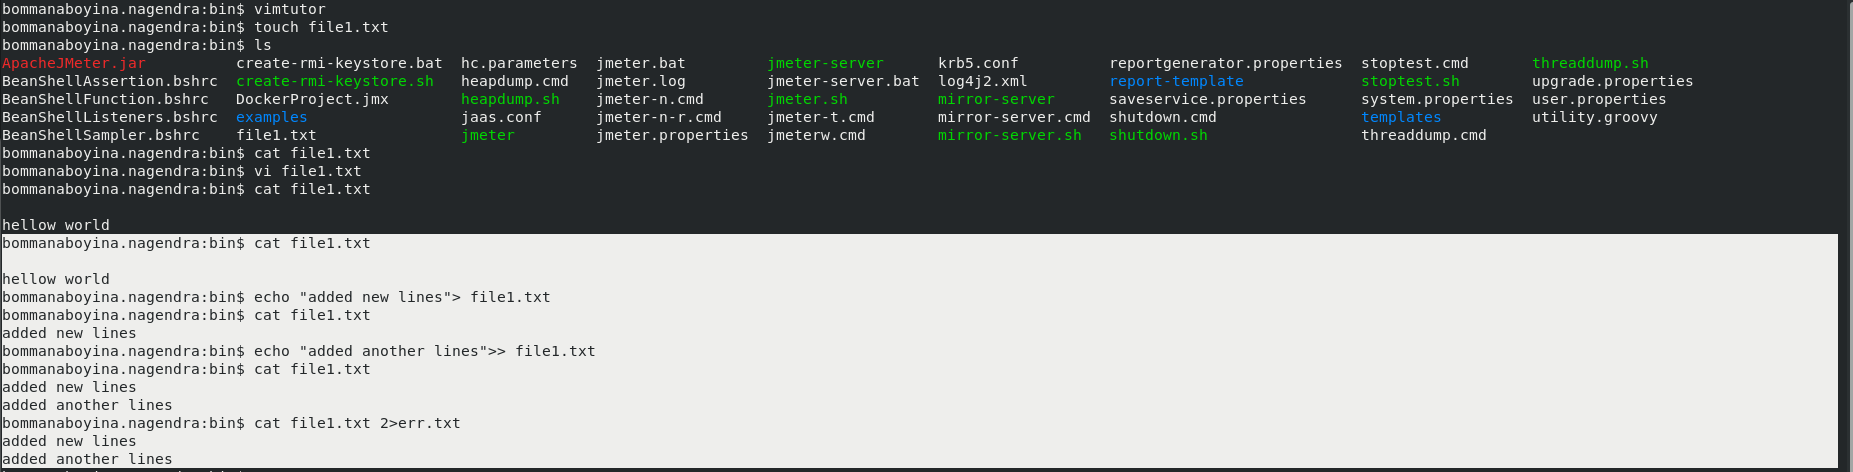 bommanaboyina.nagendra:bin$ vimtutor
bommanaboyina.nagendra:bin$ touch file1.txt
bommanaboyina.nagendra:bin$ ls
ApacheJMeter.jar create-rmi-keystore.bat hc.parameters jmeter.bat jmeter-server krb5.conf reportgenerator.properties stoptest.cmd threaddump.sh
BeanShellAssertion.bshrc create-rmi-keystore.sh heapdump.cmd jmeter.log jmeter-server.bat log4j2.xml report-template stoptest.sh upgrade.properties
BeanShellFunction.bshrc DockerProject.jmx heapdump.sh jmeter-n.cmd jmeter.sh mirror-server saveservice.properties system.properties user.properties
BeanShellListeners.bshrc examples jaas.conf jmeter-n-r.cmd jmeter-t.cmd mirror-server.cmd shutdown.cmd templates utility.groovy
BeanShellSampler.bshrc file1.txt jmeter jmeter.properties jmeterw.cmd mirror-server.sh shutdown.sh threaddump.cmd
bommanaboyina.nagendra:bin$ cat file1.txt
bommanaboyina.nagendra:bin$ vi file1.txt
bommanaboyina.nagendra:bin$ cat file1.txt
hellow world
bommanaboyina.nagendra:bin$ cat file1.txt
hellow world
bommanaboyina.nagendra:bin$ echo "added new lines"> file1.txt
bommanaboyina.nagendra:bin$ cat file1.txt
added new lines
bommanaboyina.nagendra:bin$ echo "added another lines">> file1.txt
bommanaboyina.nagendra:bin$ cat file1.txt
added new lines
added another lines
bommanaboyina.nagendra:bin$ cat file1.txt 2>err.txt
added new lines
added another lines